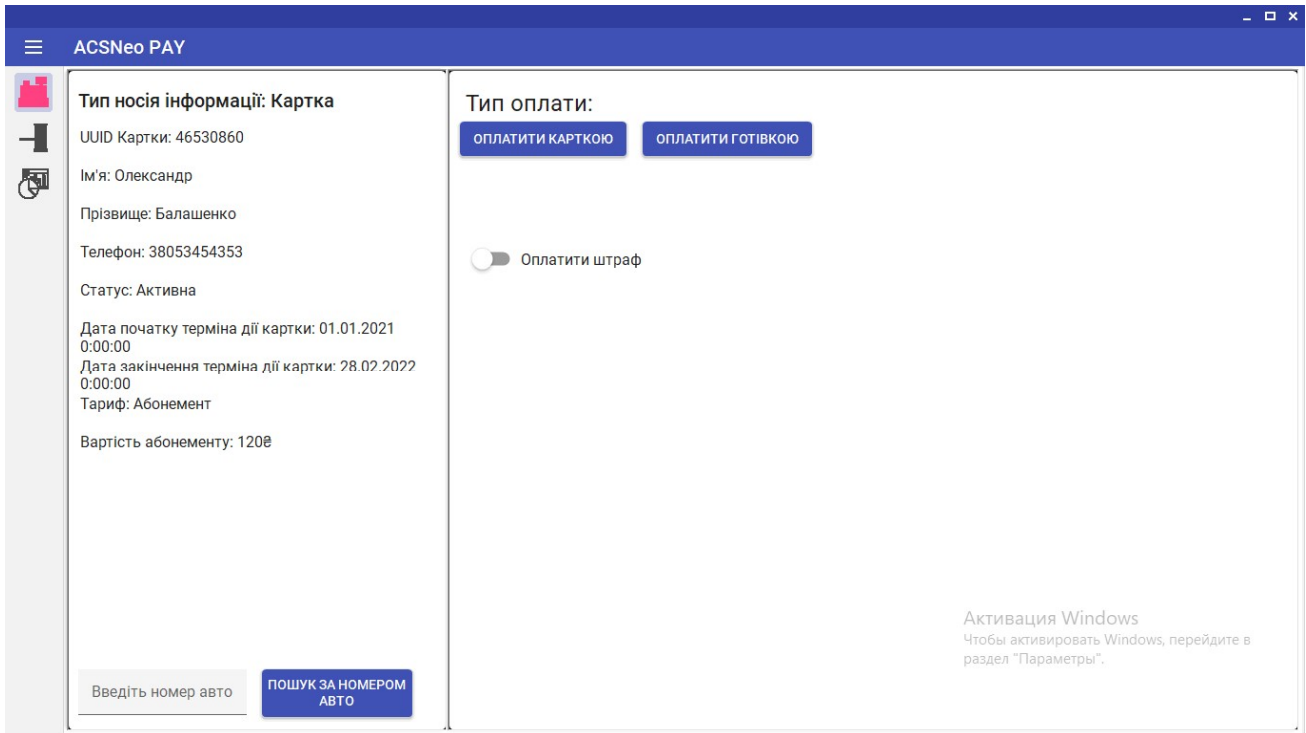 ACSNeo PAY
Тип носія інформації: Картка
UUID Картки: 46530860
Ім'я: Олександр
Прізвище: Балашенко
Телефон: 38053454353
Статус: Активна
Дата початку терміна дії картки: 01.01.2021
0:00:00
Дата закінчення терміна дії картки: 28.02.2022
0:00:00
Тариф: Абонемент
Вартість абонементу: 120₴
Введіть номер авто
ПОШУК ЗА НОМЕРОМ
АВТО
Тип оплати:
ОПЛАТИТИ КАРТКОЮ
ОПЛАТИТИ ГОТІВКОЮ
Оплатити штраф
Активация Windows
Чтобы активировать Windows, перейдите в
раздел "Параметры".